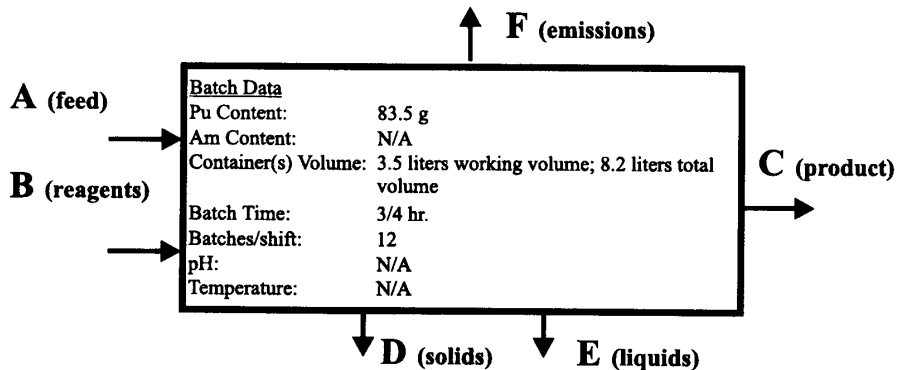 F (emissions)
A (feed)
B (reagents)
Batch Data
Pu Content: 83.5 g
Am Content: N/A
Container(s) Volume: 3.5 liters working volume; 8.2 liters total
volume
Batch Time: 3/4 hr.
Batches/shift: 12
pH: N/A
Temperature: N/A
C (product)
D (solids)
E (liquids)